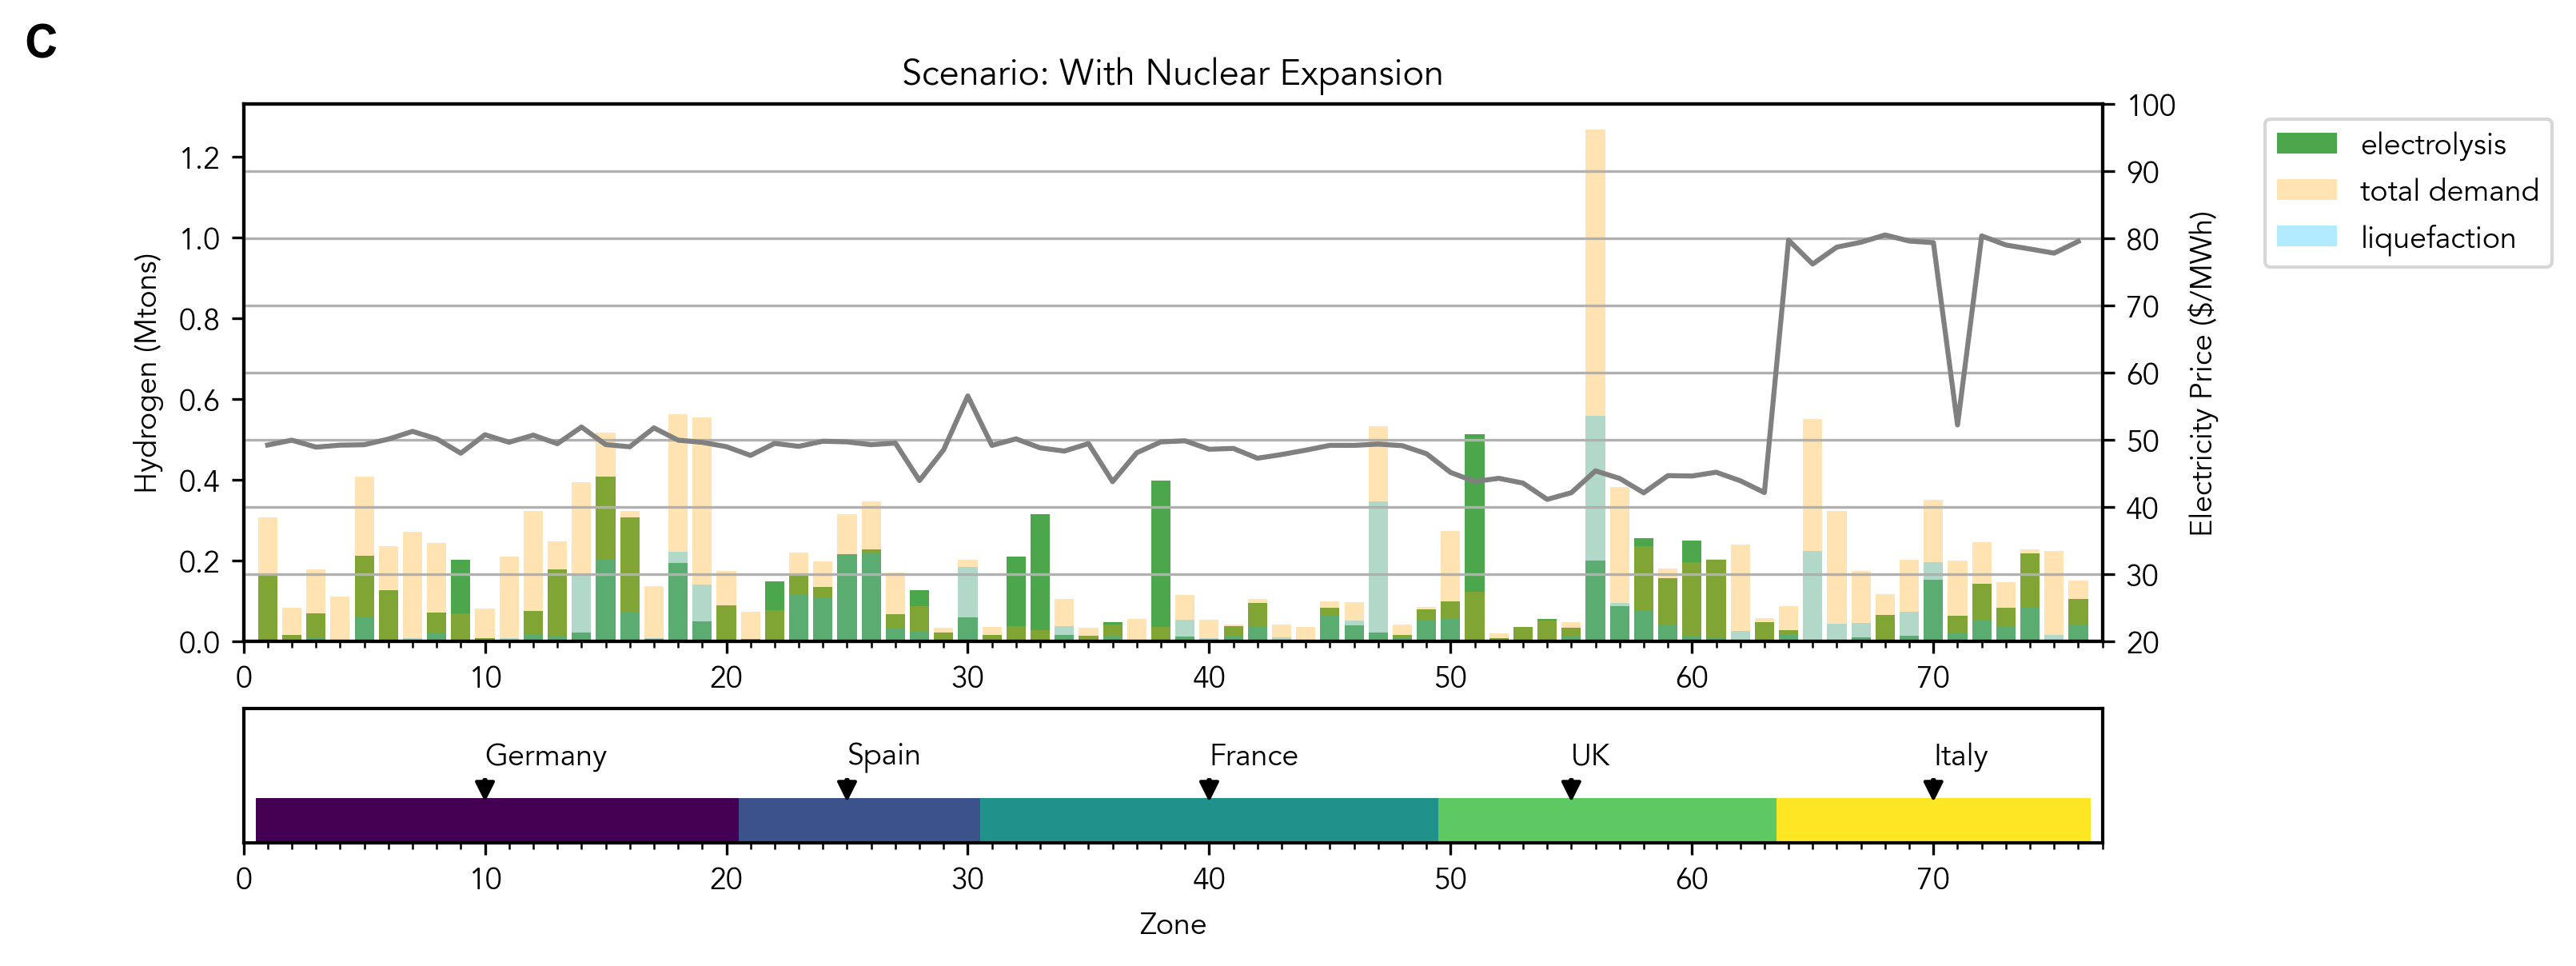 C
Scenario: With Nuclear Expansion
Hydrogen (Mtons)
1.2
1.0
0.8
0.6
0.4
0.2
0.0
100
90
80
70
60
50
40
30
20
Electricity Price ($/MWh)
electrolysis
total demand
liquefaction
0 10 20 30 40 50 60 70
Germany Spain France UK Italy
0 10 20 30 40 50 60 70
Zone